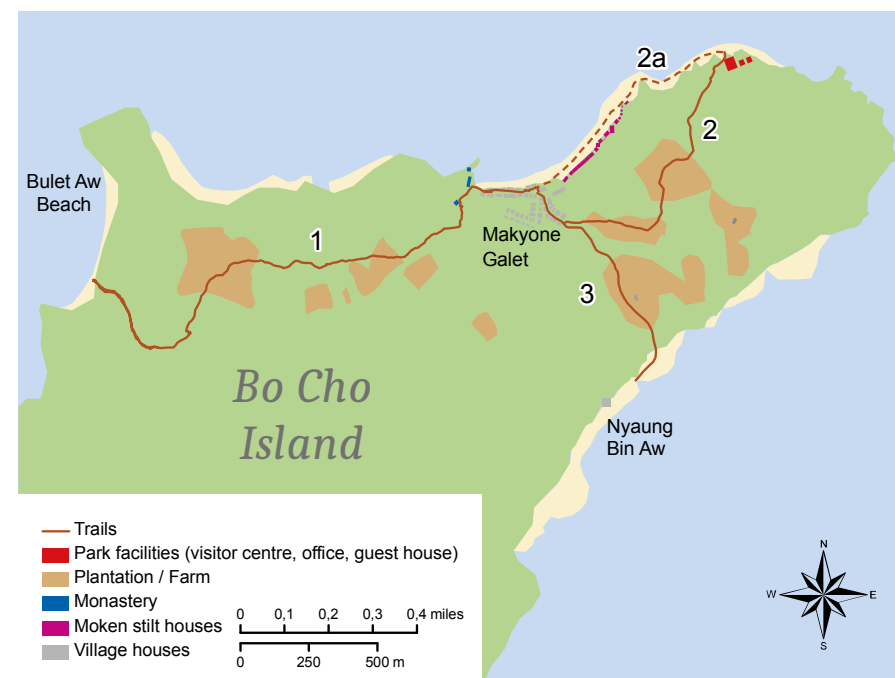 2a
2
Bulet Aw
Beach
1
Makyone
Galet
3
Bo Cho
Island
Nyaung
Bin Aw
Trails
Park facilities (visitor centre, office, guest house)
Plantation / Farm
Monastery
Moken stilt houses
Village houses
0 0,1 0,2 0,3 0,4 miles
0 250 500 m
N
W E
S